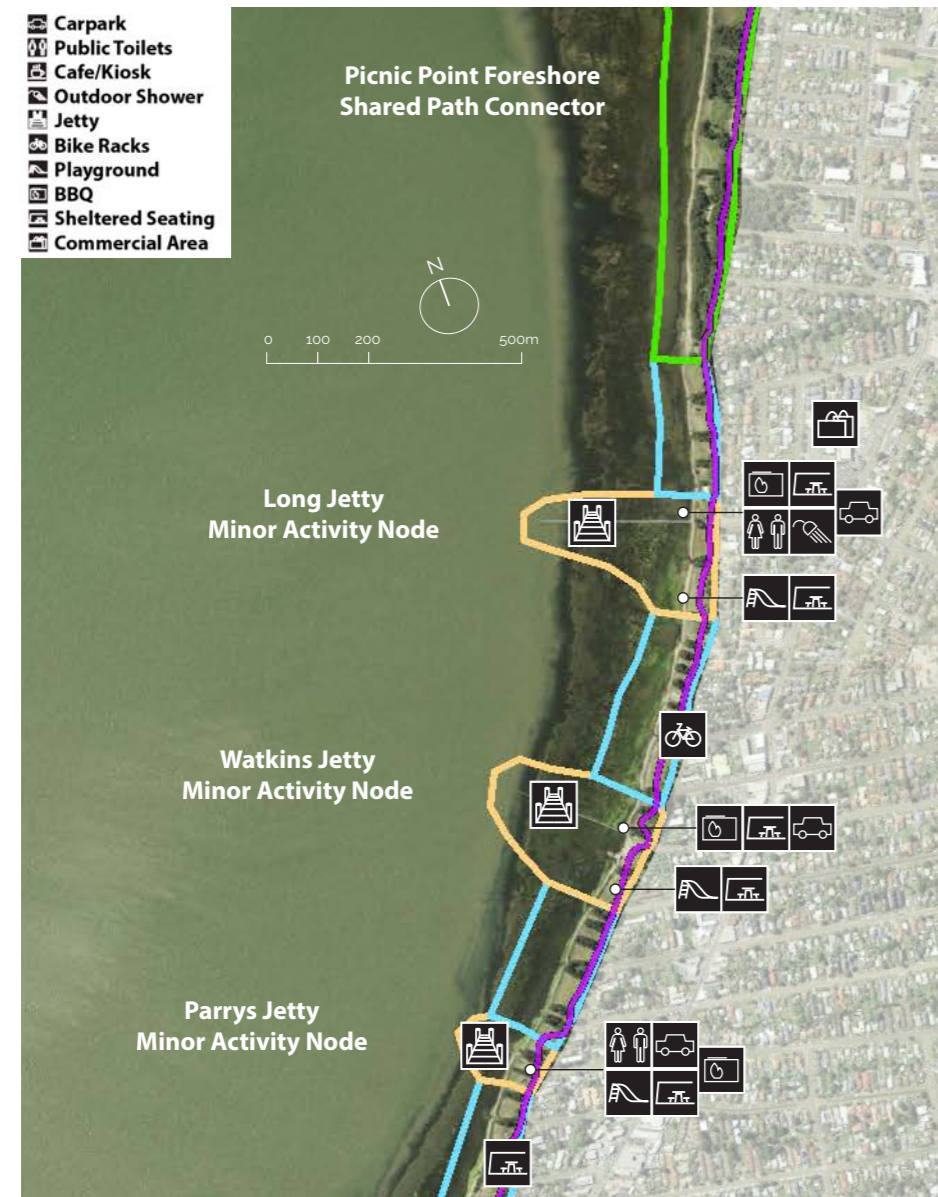 Carpark
Public Toilets
Cafe/Kiosk
Outdoor Shower
Jetty
Bike Racks
Playground
BBQ
Sheltered Seating
Commercial Area
Picnic Point Foreshore
Shared Path Connector
N
0 100 200 500m
Long Jetty
Minor Activity Node
Watkins Jetty
Minor Activity Node
Parrys Jetty
Minor Activity Node